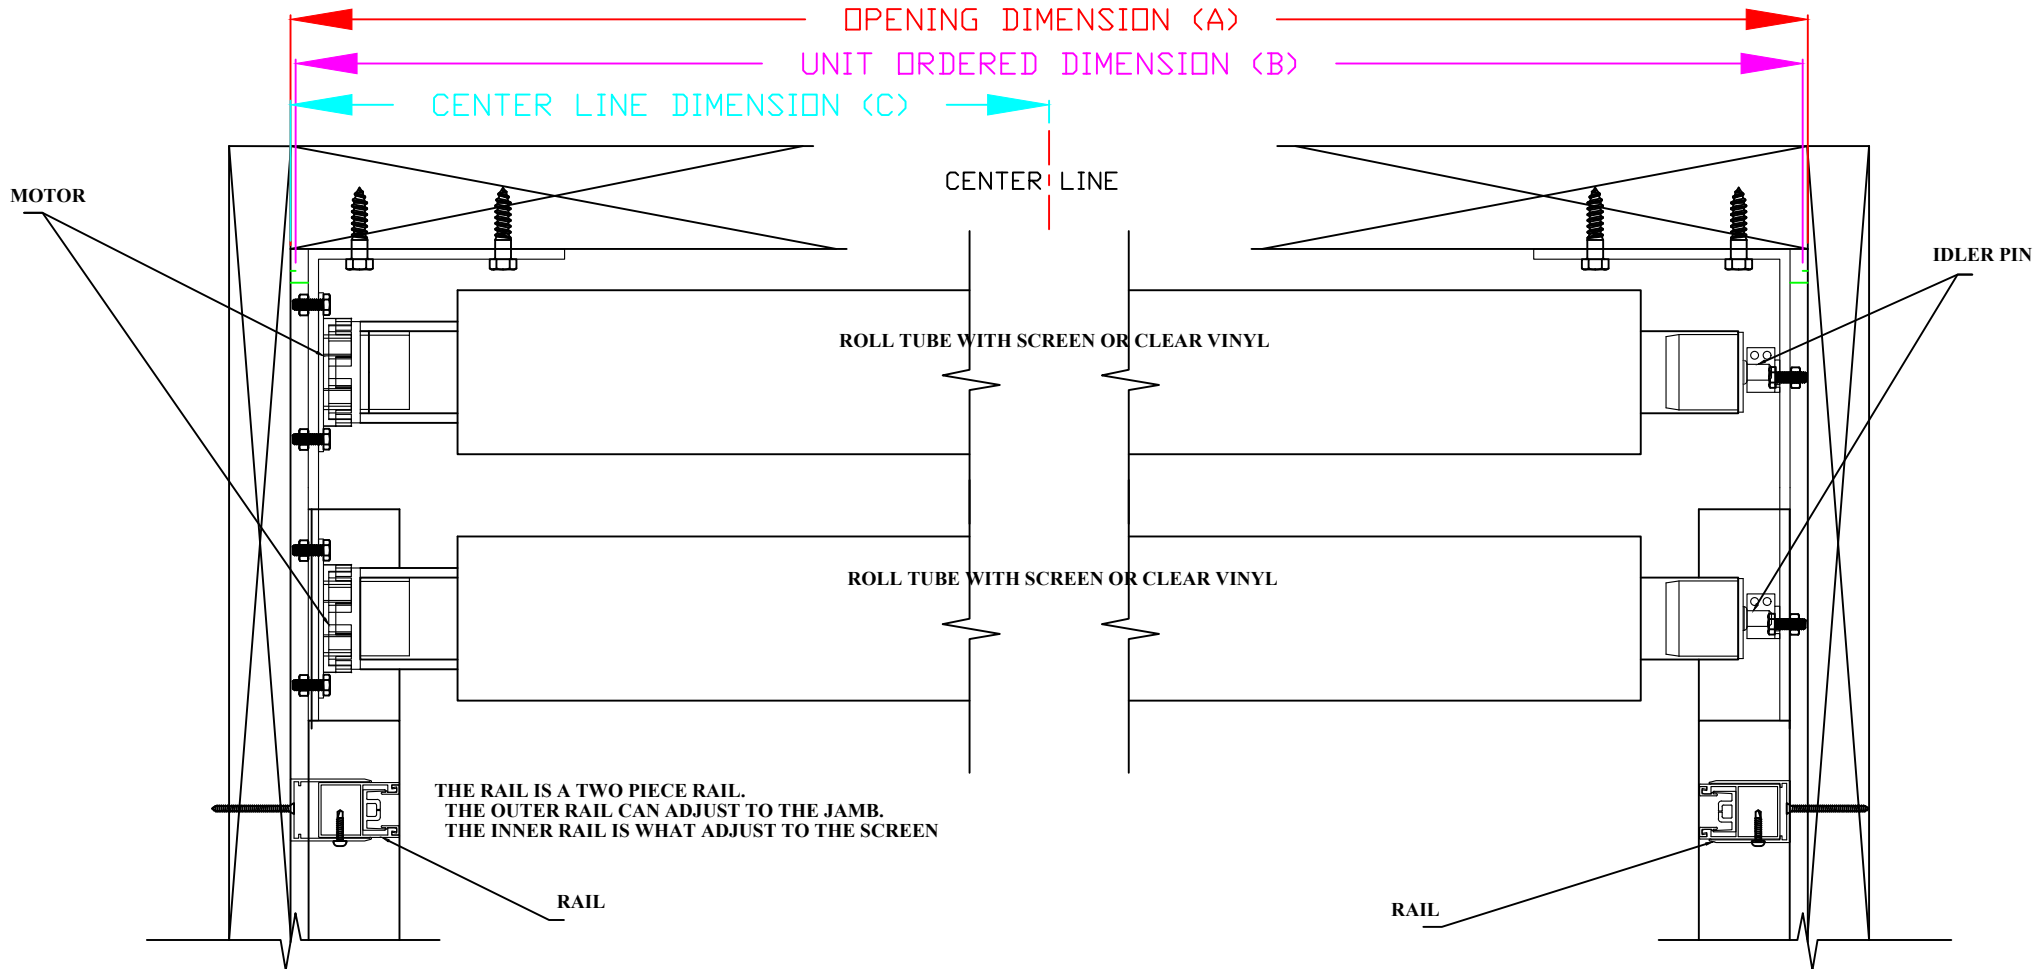 OPENING DIMENSION (A)
UNIT ORDERED DIMENSION (B)
CENTER LINE DIMENSION (C)
CENTER LINE
MOTOR
IDLER PIN
ROLL TUBE WITH SCREEN OR CLEAR VINYL
ROLL TUBE WITH SCREEN OR CLEAR VINYL
THE RAIL IS A TWO PIECE RAIL.
THE OUTER RAIL CAN ADJUST TO THE JAMB.
THE INNER RAIL IS WHAT ADJUST TO THE SCREEN
RAIL
RAIL